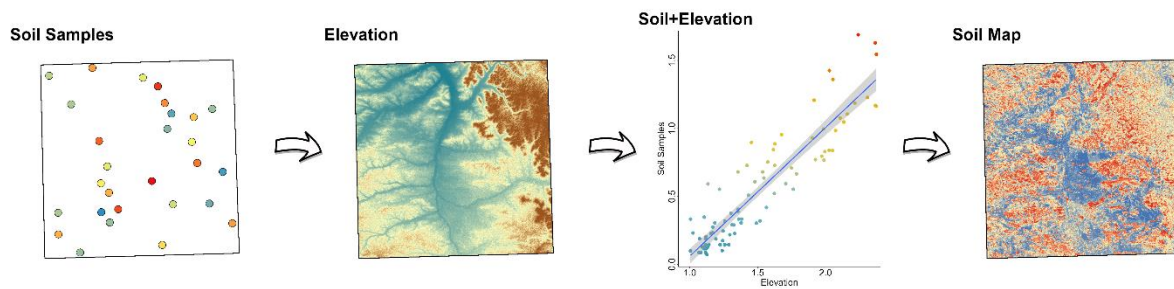 Soil Samples
Elevation
Soil+Elevation
Soil Map
1.5
1.0
0.5
0.0
Soil Samples
1.0 1.5 2.0
Elevation